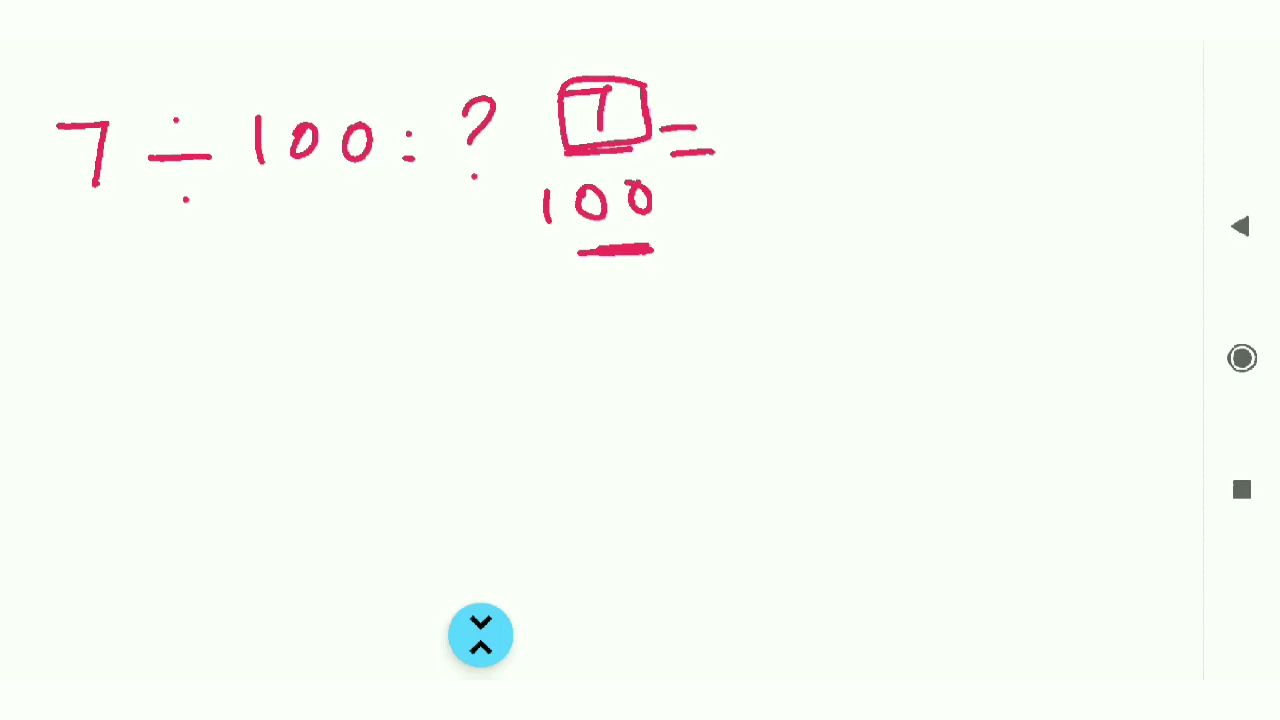 7 ÷ 100 = ? 7 =
100